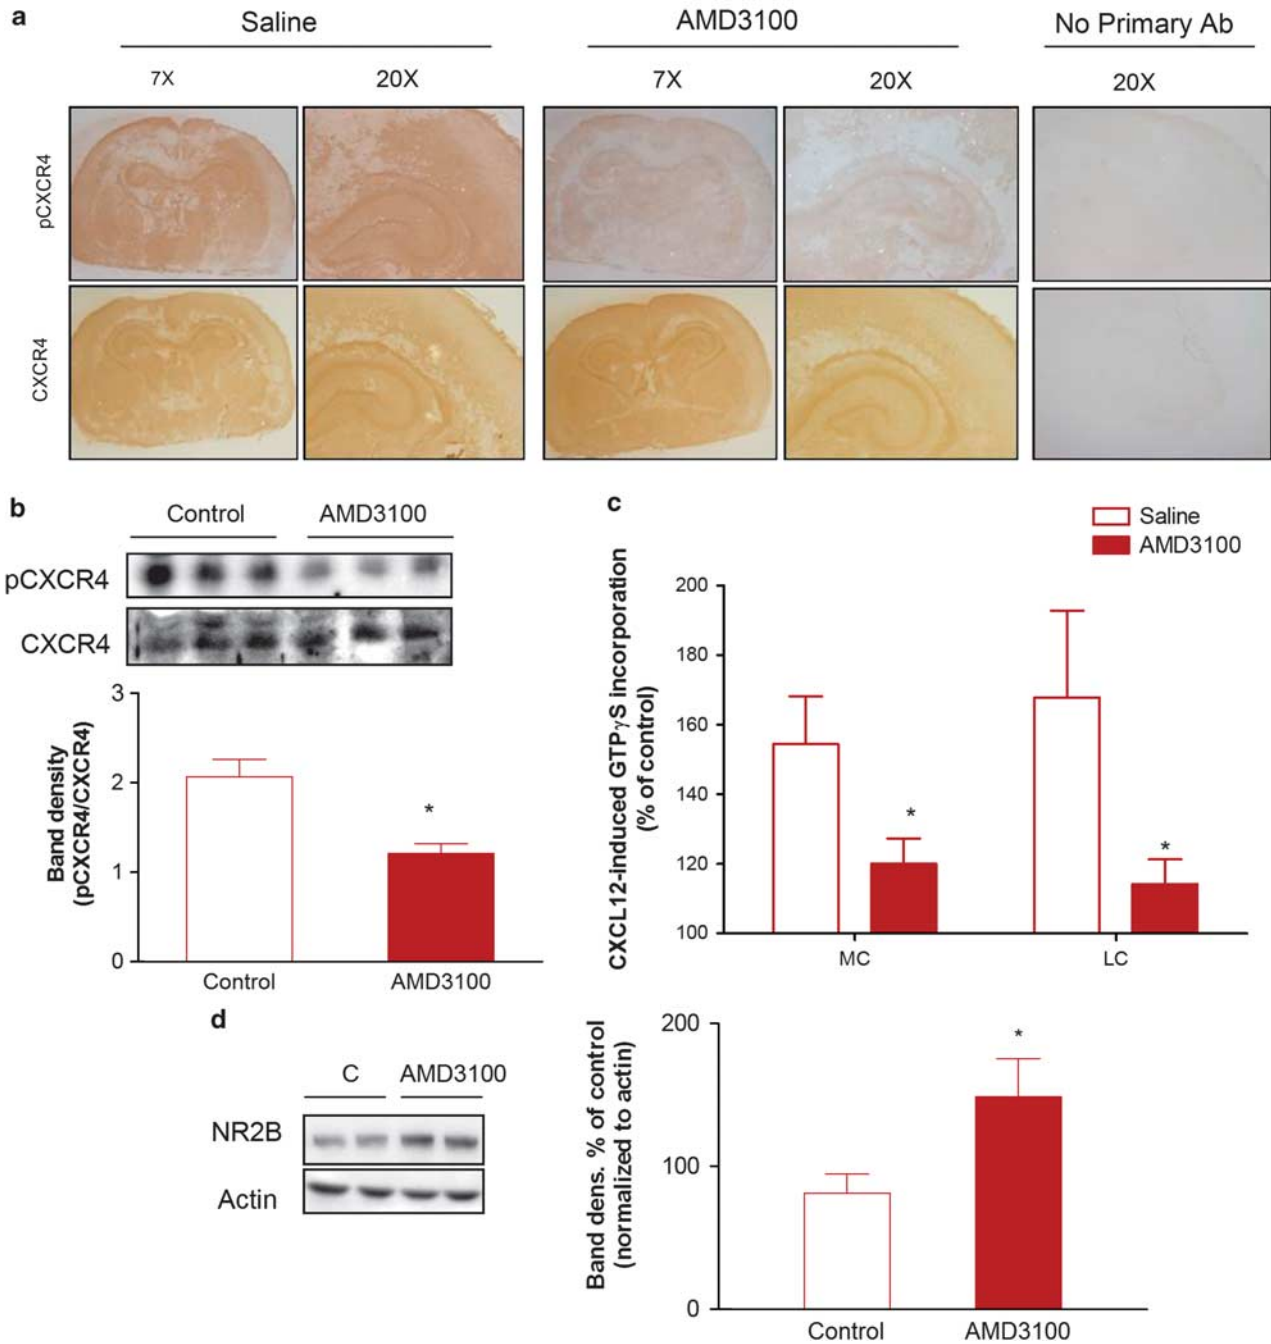 a
Saline
AMD3100
No Primary Ab
7X
20X
7X
20X
20X
pCXCR4
CXCR4
b
Control
AMD3100
pCXCR4
CXCR4
Band density
(pCXCR4/CXCR4)
3
2
1
0
*
Control
AMD3100
c
Saline
AMD3100
CXCL12-induced GTPγS incorporation
(% of control)
200
180
160
140
120
100
*
*
MC
LC
d
C
AMD3100
NR2B
Actin
Band dens. % of control
(normalized to actin)
200
100
0
*
Control
AMD3100